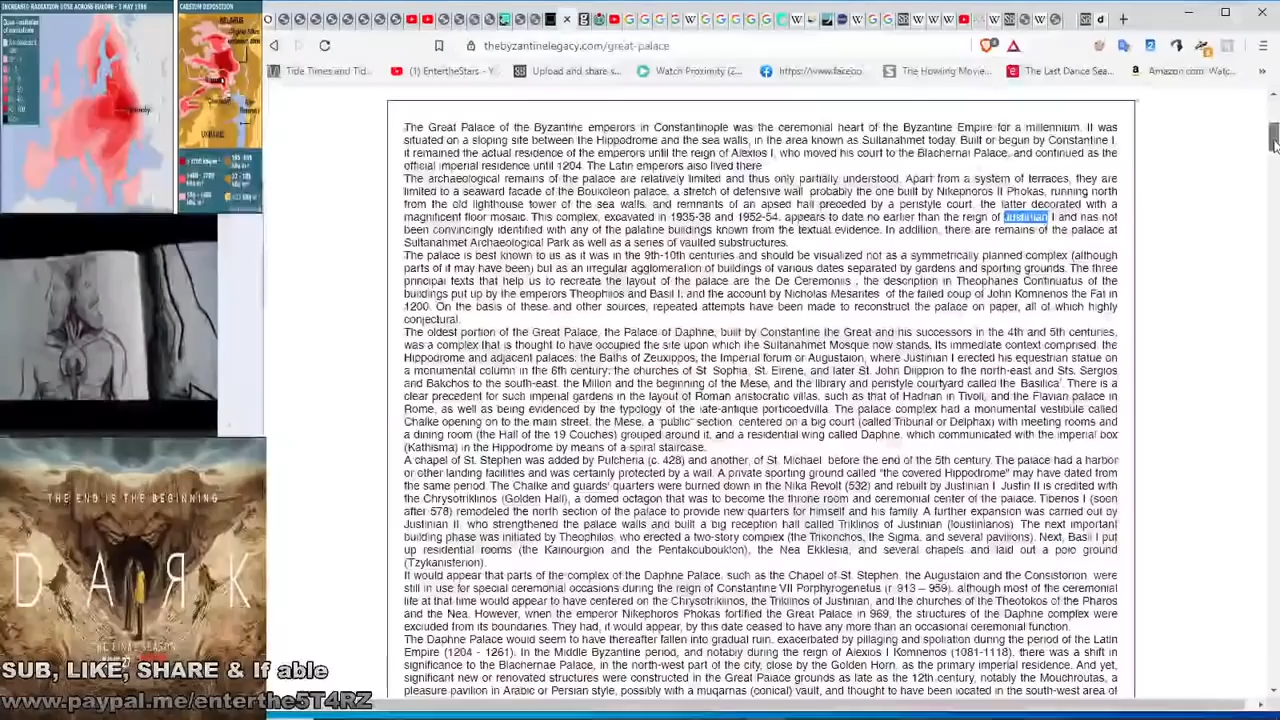 INCREASED RADIATION DOSE ACROSS EUROPE - 3 MAY 1986
CAESIUM DEPOSITION
BELARUS
UKRAINE
THE END IS THE BEGINNING
DARK
THE FINAL SEASON
SUB, LIKE, SHARE & If able
www.paypal.me/enterthe5T4RZ
thebyzantinelegacy.com/great-palace
Tide Times and Tid...
EntertheStars - Y...
Upload and share s...
Watch Proximity (2...
https://www.facebo...
The Howling Movie...
The Last Dance Sea...
Amazon.com: Watc...
The Great Palace of the Byzantine emperors in Constantinople was the ceremonial heart of the Byzantine Empire for a millennium. It was
situated on a sloping site between the Hippodrome and the sea walls, in the area known as Sultanahmet today. Built or begun by Constantine I,
it remained the actual residence of the emperors until the reign of Alexios I, who moved his court to the Blachernai Palace, and continued as the
official imperial residence until 1204. The Latin emperors also lived there
The archaeological remains of the palace are relatively limited and thus only partially understood. Apart from a system of terraces, they are
limited to a seaward facade of the Boukoleon palace, a stretch of defensive wall probably the one built by Nikephoros II Phokas, running north
from the old lighthouse tower of the sea walls, and remnants of an apsed hall preceded by a peristyle court, the latter decorated with a
magnificent floor mosaic. This complex, excavated in 1935-38 and 1952-54, appears to date no earlier than the reign of Justinian I and has not
been convincingly identified with any of the palatine buildings known from the textual evidence. In addition, there are remains of the palace at
Sultanahmet Archaeological Park as well as a series of vaulted substructures.
The palace is best known to us as it was in the 9th-10th centuries and should be visualized not as a symmetrically planned complex (although
parts of it may have been) but as an irregular agglomeration of buildings of various dates separated by gardens and sporting grounds. The three
principal texts that help us to recreate the layout of the palace are the De Ceremoniis , the description in Theophanes Continuatus of the
buildings put up by the emperors Theophilos and Basil I, and the account by Nicholas Mesarites of the failed coup of John Komnenos the Fat in
1200. On the basis of these and other sources, repeated attempts have been made to reconstruct the palace on paper, all of which highly
conjectural.
The oldest portion of the Great Palace, the Palace of Daphne, built by Constantine the Great and his successors in the 4th and 5th centuries,
was a complex that is thought to have occupied the site upon which the Sultanahmet Mosque now stands. Its immediate context comprised the
Hippodrome and adjacent palaces; the Baths of Zeuxippos; the Imperial forum or Augustaion, where Justinian I erected his equestrian statue on
a monumental column in the 6th century; the churches of St. Sophia, St. Eirene, and later St. John Diippion to the north-east and Sts. Sergios
and Bakchos to the south-east, the Milion and the beginning of the Mese, and the library and peristyle courtyard called the 'Basilica'. There is a
clear precedent for such imperial gardens in the layout of Roman aristocratic villas, such as that of Hadrian in Tivoli, and the Flavian palace in
Rome, as well as being evidenced by the typology of the late-antique porticoedvilla. The palace complex had a monumental vestibule called
Chalke opening on to the main street, the Mese, a "public" section, centered on a big court (called Tribunal or Delphax) with meeting rooms and
a dining room (the Hall of the 19 Couches) grouped around it, and a residential wing called Daphne, which communicated with the imperial box
(Kathisma) in the Hippodrome by means of a spiral staircase.
A chapel of St. Stephen was added by Pulcheria (c. 428) and another, of St. Michael before the end of the 5th century. The palace had a harbor
or other landing facilities and was certainly protected by a wall. A private sporting ground called "the covered Hippodrome" may have dated from
the same period. The Chalke and guards' quarters were burned down in the Nika Revolt (532) and rebuilt by Justinian I. Justin II is credited with
the Chrysotriklinos (Golden Hall), a domed octagon that was to become the throne room and ceremonial center of the palace. Tiberios I (soon
after 578) remodeled the north section of the palace to provide new quarters for himself and his family. A further expansion was carried out by
Justinian II, who strengthened the palace walls and built a big reception hall called Triklinos of Justinian (Ioustinianos). The next important
building phase was initiated by Theophilos, who erected a two-storey complex (the Trikonchos, the Sigma, and several pavilions). Next, Basil I put
up residential rooms (the Kainourgion and the Pentakoubouklon), the Nea Ekklesia, and several chapels and laid out a polo ground
(Tzykanisterion).
It would appear that parts of the complex of the Daphne Palace, such as the Chapel of St. Stephen, the Augustaion and the Consistorion were
still in use for special ceremonial occasions during the reign of Constantine VII Porphyrogenetus (r. 913 – 959), although most of the ceremonial
life at that time would appear to have centered on the Chrysotriklinos, the Triklinos of Justinian, and the churches of the Theotokos of the Pharos
and the Nea. However, when the emperor Nikephoros Phokas fortified the Great Palace in 969, the structures of the Daphne complex were
excluded from its boundaries. They had, it would appear, by this date ceased to have any more than an occasional ceremonial function.
The Daphne Palace would seem to have thereafter fallen into gradual ruin, exacerbated by pillaging and spoliation during the period of the Latin
Empire (1204 - 1261). In the Middle Byzantine period, and notably during the reign of Alexios I Komnenos (1081-1118), there was a shift in
significance to the Blachernae Palace, in the north-west part of the city, close by the Golden Horn, as the primary imperial residence. And yet,
significant new or renovated structures were constructed in the Great Palace grounds as late as the 12th century, notably the Mouchroutas, a
pleasure pavilion in Arabic or Persian style, possibly with a muqarnas (conical) vault, and thought to have been located in the south-west area of